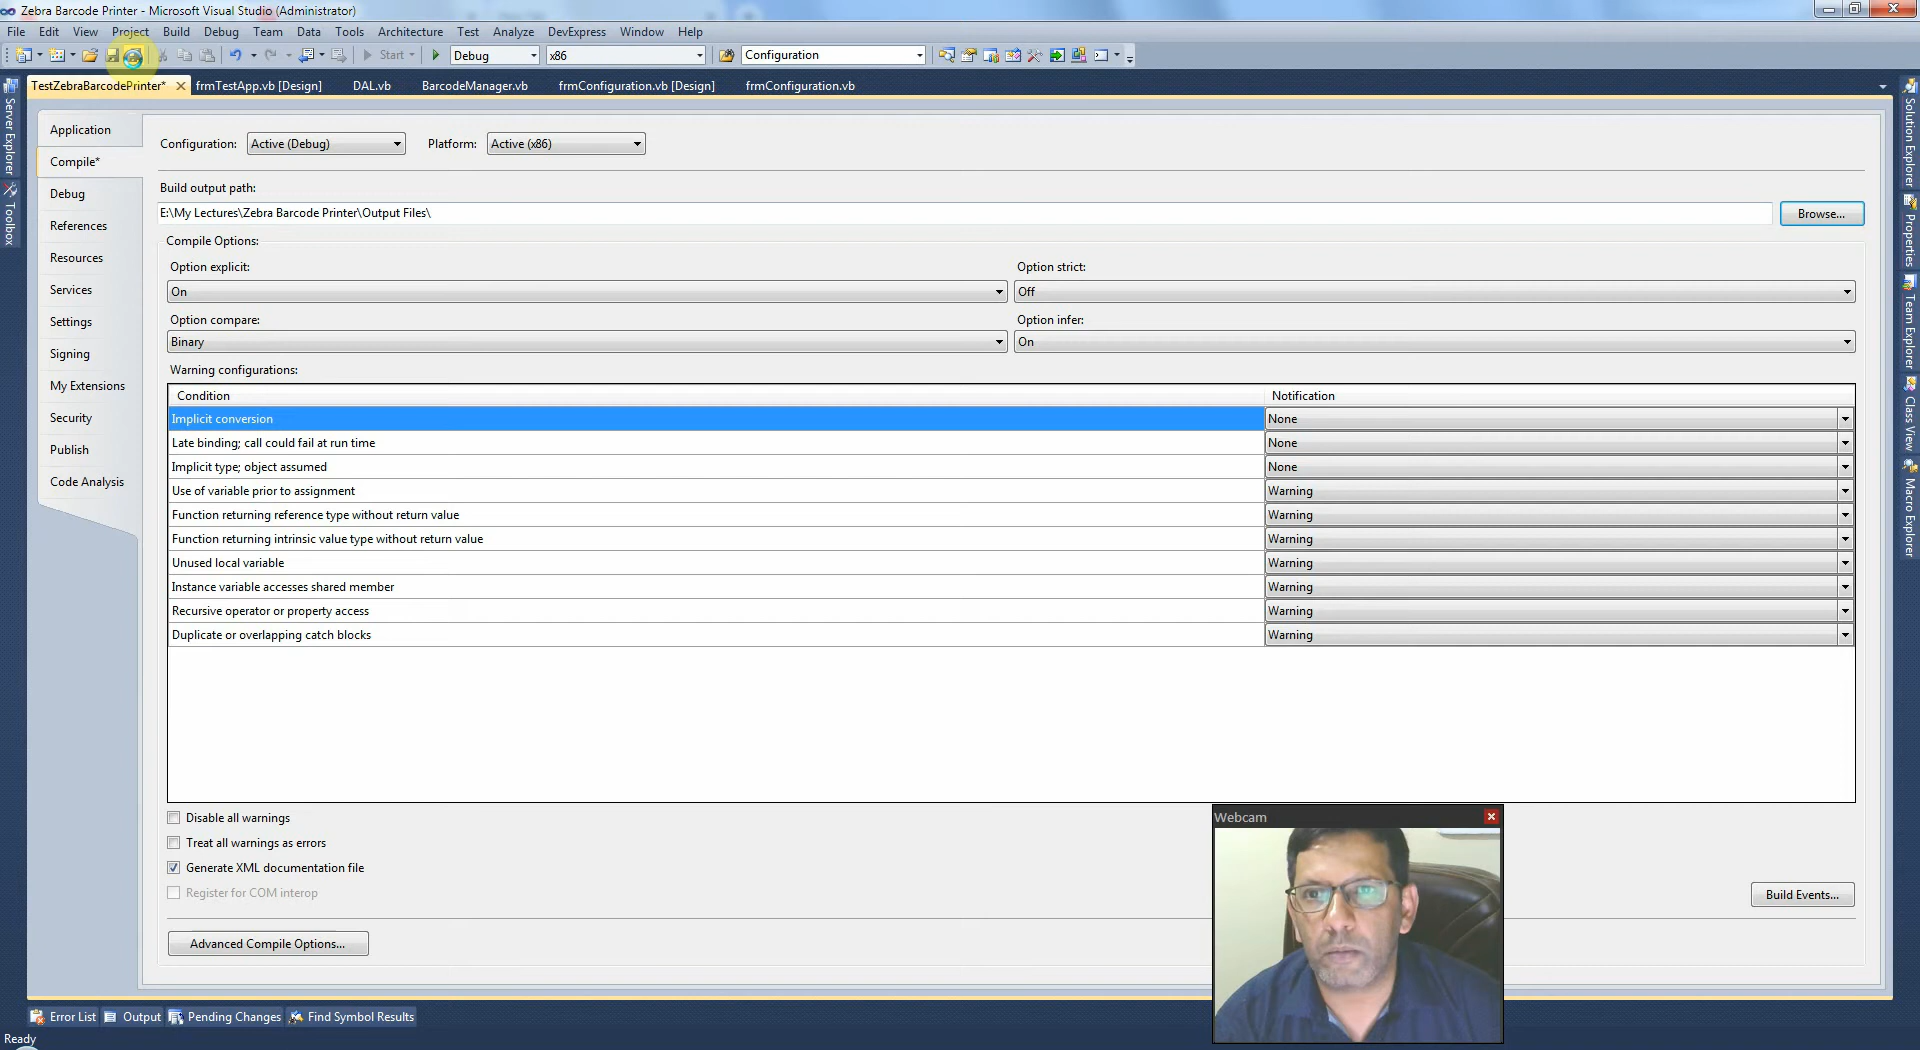 Zebra Barcode Printer - Microsoft Visual Studio (Administrator)
File Edit View Project Build Debug Team Data Tools Architecture Test Analyze DevExpress Window Help
Start Debug x86 Configuration
TestZebraBarcodePrinter* frmTestApp.vb [Design] DAL.vb BarcodeManager.vb frmConfiguration.vb [Design] frmConfiguration.vb
Server Explorer
Toolbox
Application
Compile*
Debug
References
Resources
Services
Settings
Signing
My Extensions
Security
Publish
Code Analysis
Configuration: Active (Debug) Platform: Active (x86)
Build output path:
E:\My Lectures\Zebra Barcode Printer\Output Files\ Browse...
Compile Options:
Option explicit: Option strict:
On Off
Option compare: Option infer:
Binary On
Warning configurations:
Condition Notification
Implicit conversion None
Late binding; call could fail at run time None
Implicit type; object assumed None
Use of variable prior to assignment Warning
Function returning reference type without return value Warning
Function returning intrinsic value type without return value Warning
Unused local variable Warning
Instance variable accesses shared member Warning
Recursive operator or property access Warning
Duplicate or overlapping catch blocks Warning
Disable all warnings
Treat all warnings as errors
Generate XML documentation file
Register for COM interop
Build Events...
Advanced Compile Options...
Webcam
Solution Explorer
Properties
Team Explorer
Class View
Macro Explorer
Error List Output Pending Changes Find Symbol Results
Ready